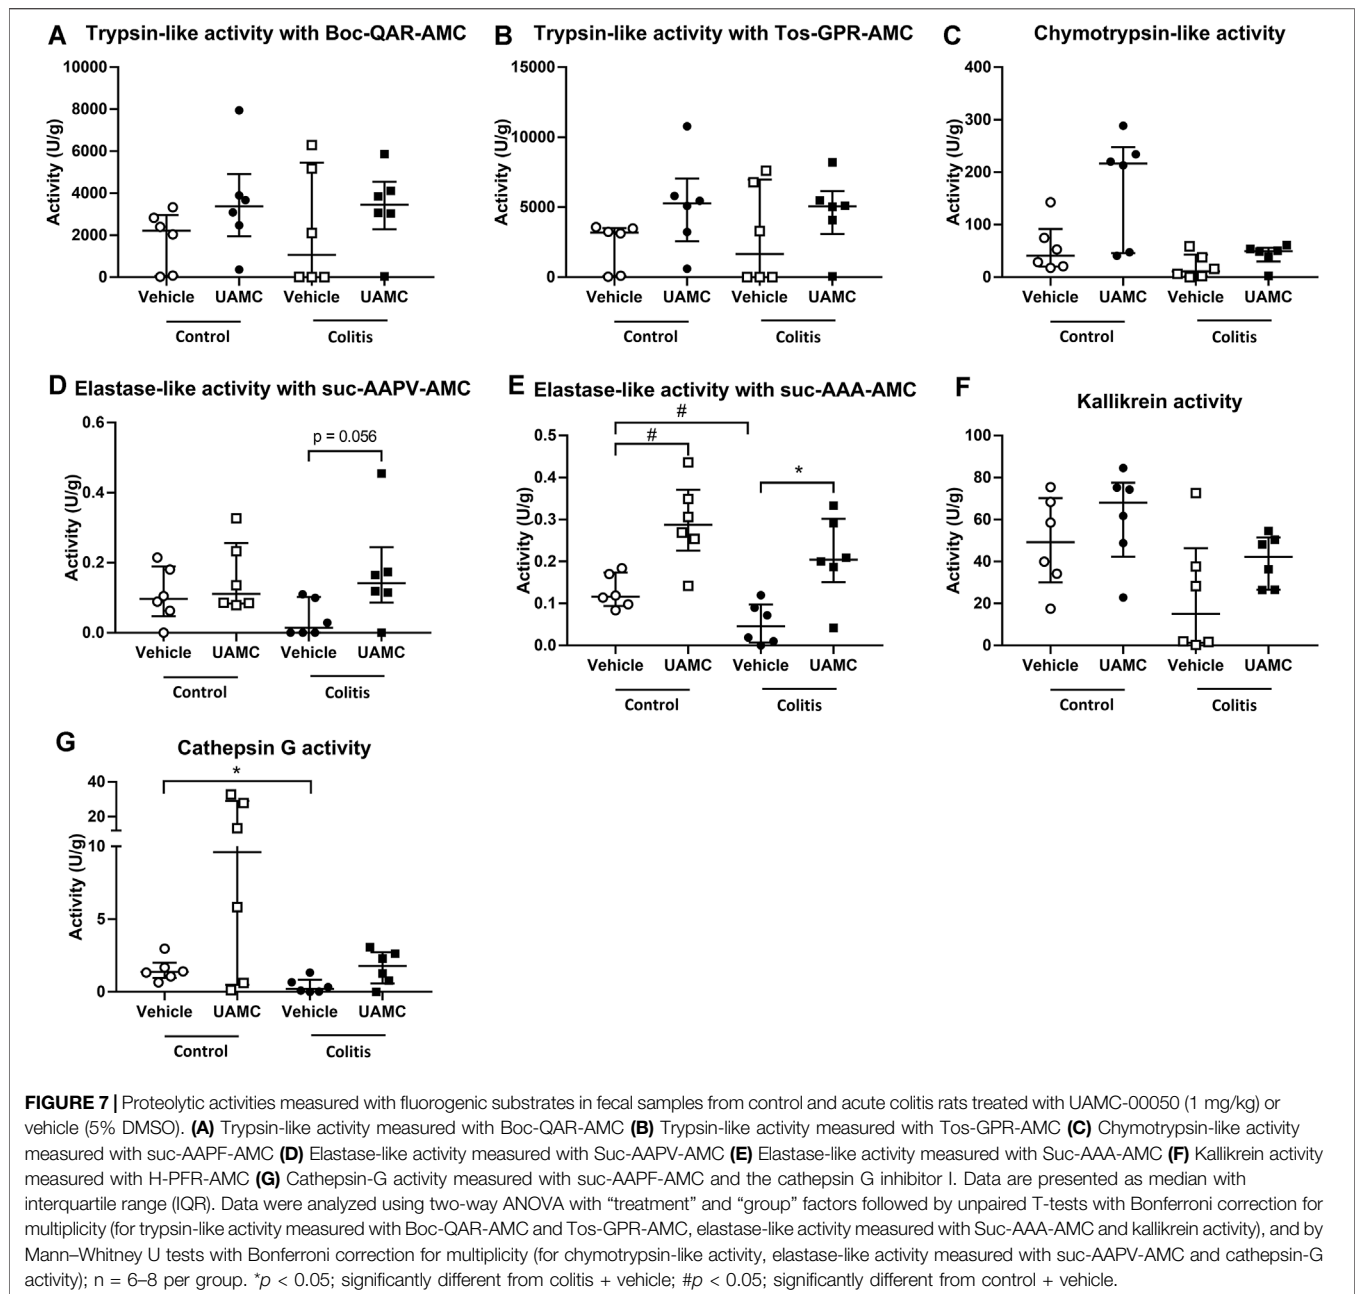 A Trypsin-like activity with Boc-QAR-AMC
10000
8000
6000
4000
2000
0
Activity (U/g)
Vehicle UAMC Vehicle UAMC
Control Colitis
B Trypsin-like activity with Tos-GPR-AMC
15000
10000
5000
0
Activity (U/g)
Vehicle UAMC Vehicle UAMC
Control Colitis
C Chymotrypsin-like activity
400
300
200
100
0
Activity (U/g)
Vehicle UAMC Vehicle UAMC
Control Colitis
D Elastase-like activity with suc-AAPV-AMC
p = 0.056
0.6
0.4
0.2
0.0
Activity (U/g)
Vehicle UAMC Vehicle UAMC
Control Colitis
E Elastase-like activity with suc-AAA-AMC
#
#
*
0.5
0.4
0.3
0.2
0.1
0.0
Activity (U/g)
Vehicle UAMC Vehicle UAMC
Control Colitis
F Kallikrein activity
100
80
60
40
20
0
Activity (U/g)
Vehicle UAMC Vehicle UAMC
Control Colitis
G Cathepsin G activity
*
40
20
10
5
0
Activity (U/g)
Vehicle UAMC Vehicle UAMC
Control Colitis
FIGURE 7 | Proteolytic activities measured with fluorogenic substrates in fecal samples from control and acute colitis rats treated with UAMC-00050 (1 mg/kg) or
vehicle (5% DMSO). (A) Trypsin-like activity measured with Boc-QAR-AMC (B) Trypsin-like activity measured with Tos-GPR-AMC (C) Chymotrypsin-like activity
measured with suc-AAPF-AMC (D) Elastase-like activity measured with Suc-AAPV-AMC (E) Elastase-like activity measured with Suc-AAA-AMC (F) Kallikrein activity
measured with H-PFR-AMC (G) Cathepsin-G activity measured with suc-AAPF-AMC and the cathepsin G inhibitor I. Data are presented as median with
interquartile range (IQR). Data were analyzed using two-way ANOVA with “treatment” and “group” factors followed by unpaired T-tests with Bonferroni correction for
multiplicity (for trypsin-like activity measured with Boc-QAR-AMC and Tos-GPR-AMC, elastase-like activity measured with Suc-AAA-AMC and kallikrein activity), and by
Mann–Whitney U tests with Bonferroni correction for multiplicity (for chymotrypsin-like activity, elastase-like activity measured with suc-AAPV-AMC and cathepsin-G
activity); n = 6–8 per group. *p < 0.05; significantly different from colitis + vehicle; #p < 0.05; significantly different from control + vehicle.